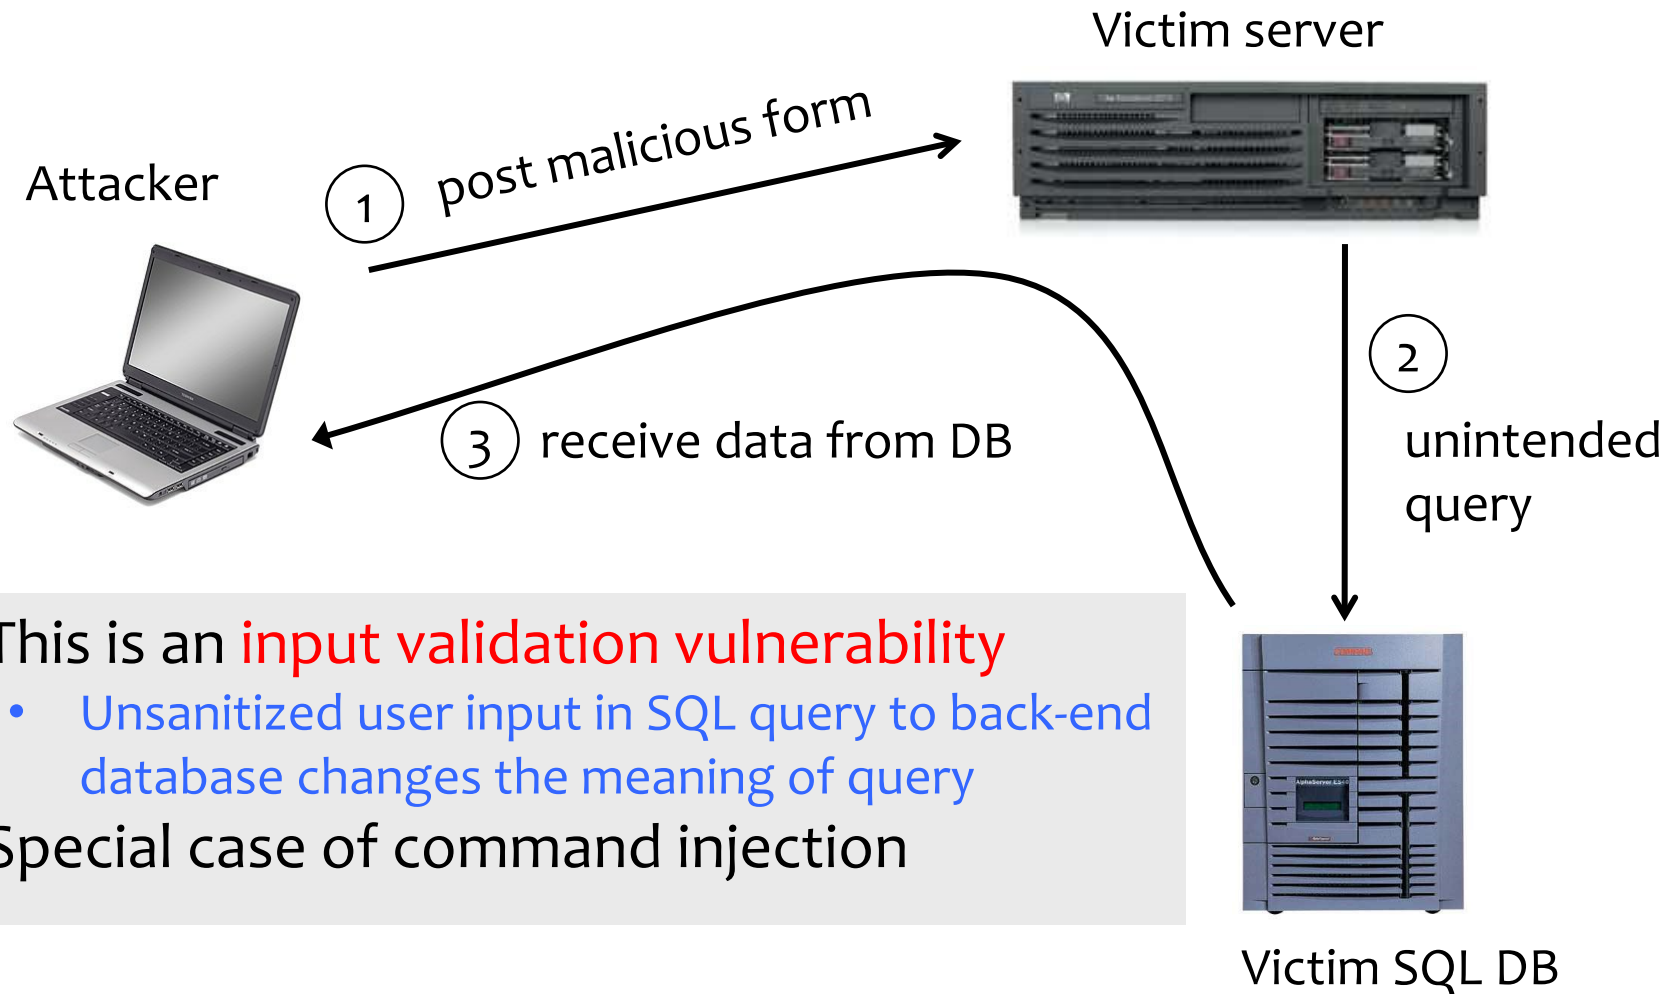 Victim server
Attacker
1
post malicious form
2
unintended
query
3
receive data from DB
This is an input validation vulnerability
• Unsanitized user input in SQL query to back-end
database changes the meaning of query
Special case of command injection
Victim SQL DB